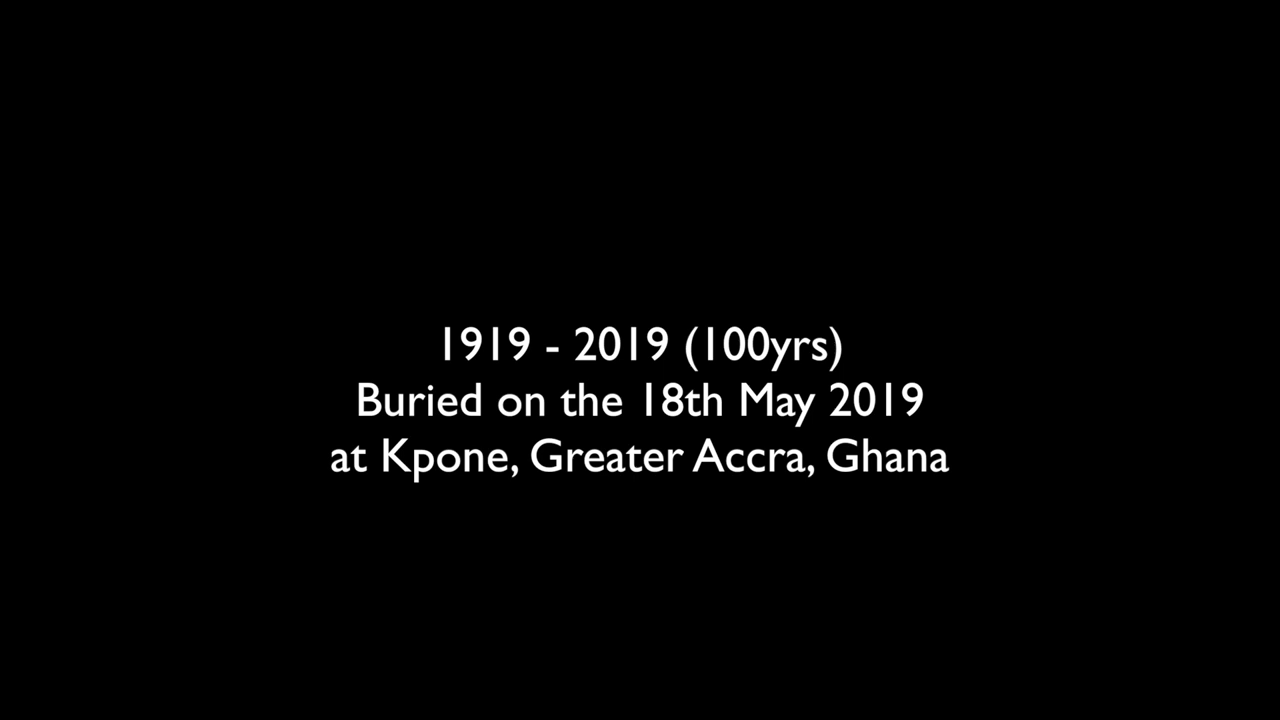 1919 - 2019 (100yrs)
Buried on the 18th May 2019
at Kpone, Greater Accra, Ghana